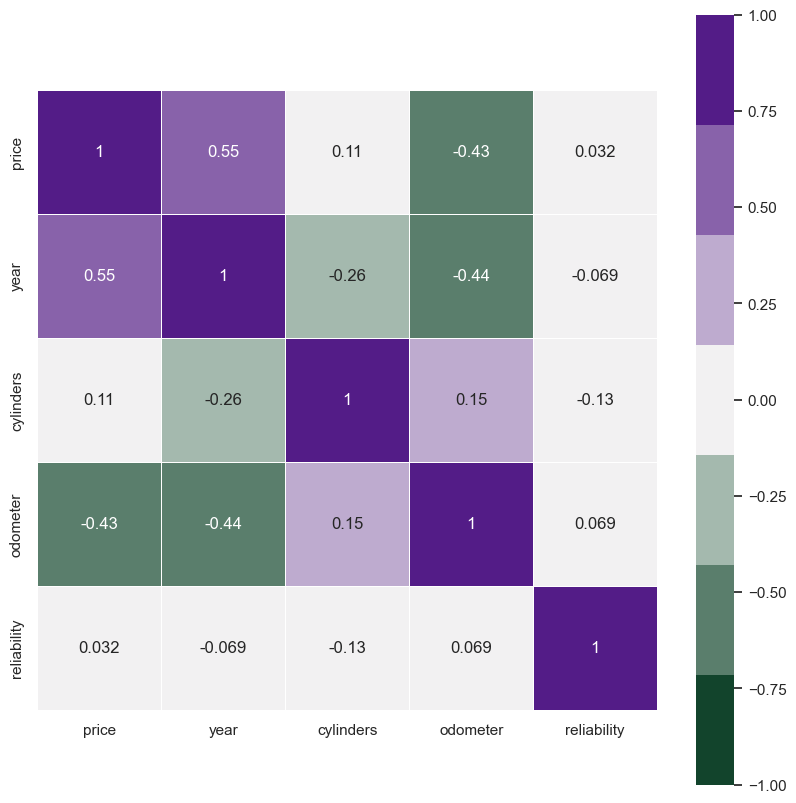 1.00
price 1 0.55 0.11 -0.43 0.032
0.75
year 0.55 1 -0.26 -0.44 -0.069
0.50
0.25
cylinders 0.11 -0.26 1 0.15 -0.13
0.00
−0.25
odometer -0.43 -0.44 0.15 1 0.069
−0.50
reliability 0.032 -0.069 -0.13 0.069 1
−0.75
price year cylinders odometer reliability
−1.00